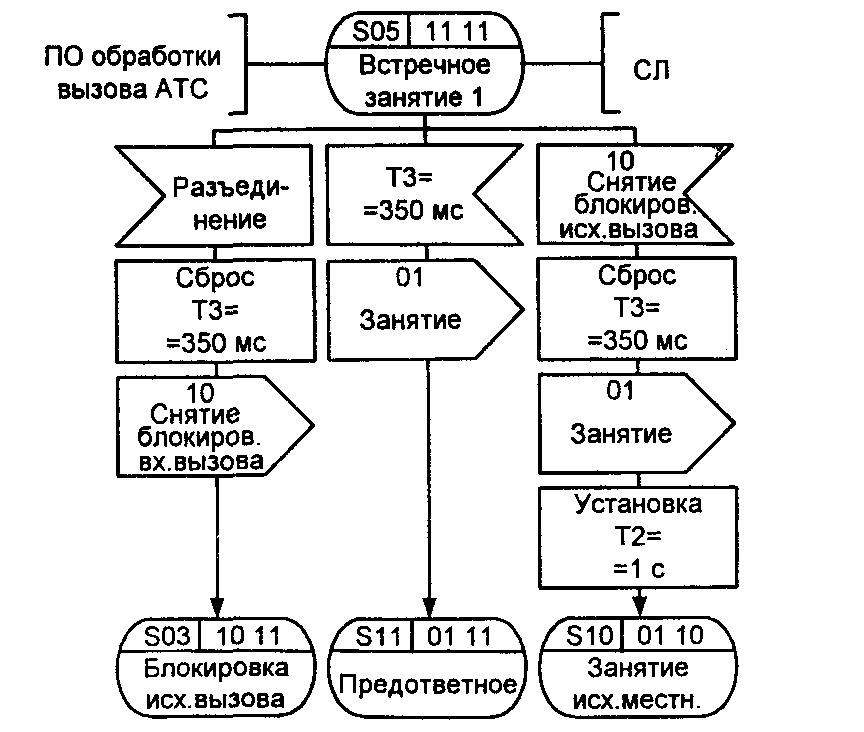 ПО обработки
вызова АТС
S05 11 11
Встречное
занятие 1
СЛ
Разъеди-
нение
Сброс
Т3=
=350 мс
10
Снятие
блокиров.
вх.вызова
S03 10 11
Блокировка
исх.вызова
Т3=
=350 мс
01
Занятие
S11 01 11
Предответное
10
Снятие
блокиров.
исх.вызова
Сброс
Т3=
=350 мс
01
Занятие
Установка
Т2=
=1 с
S10 01 10
Занятие
исх.местн.